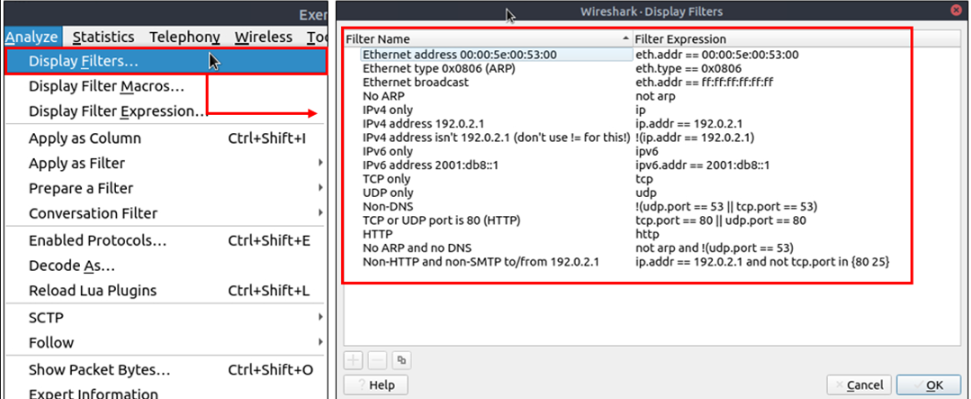 Exer
Analyze Statistics Telephony Wireless Too
Display Filters...
Display Filter Macros...
Display Filter Expression...
Apply as Column Ctrl+Shift+I
Apply as Filter
Prepare a Filter
Conversation Filter
Enabled Protocols... Ctrl+Shift+E
Decode As...
Reload Lua Plugins Ctrl+Shift+L
SCTP
Follow
Show Packet Bytes... Ctrl+Shift+O
Expert Information
Wireshark · Display Filters
Filter Name Filter Expression
Ethernet address 00:00:5e:00:53:00 eth.addr == 00:00:5e:00:53:00
Ethernet type 0x0806 (ARP) eth.type == 0x0806
Ethernet broadcast eth.addr == ff:ff:ff:ff:ff:ff
No ARP not arp
IPv4 only ip
IPv4 address 192.0.2.1 ip.addr == 192.0.2.1
IPv4 address isn't 192.0.2.1 (don't use != for this!) !(ip.addr == 192.0.2.1)
IPv6 only ipv6
IPv6 address 2001:db8::1 ipv6.addr == 2001:db8::1
TCP only tcp
UDP only udp
Non-DNS !(udp.port == 53 || tcp.port == 53)
TCP or UDP port is 80 (HTTP) tcp.port == 80 || udp.port == 80
HTTP http
No ARP and no DNS not arp and !(udp.port == 53)
Non-HTTP and non-SMTP to/from 192.0.2.1 ip.addr == 192.0.2.1 and not tcp.port in {80 25}
Help Cancel OK